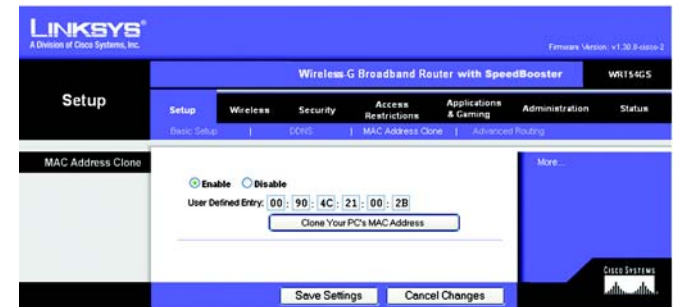 LINKSYS®
A Division of Cisco Systems, Inc.
Firmware Version: v1.30.8-cisco-2
Wireless-G Broadband Router with SpeedBooster WRT54GS
Setup
Setup Wireless Security Access Restrictions Applications & Gaming Administration Status
Basic Setup | DDNS | MAC Address Clone | Advanced Routing
MAC Address Clone
More...
Enable Disable
User Defined Entry: 00 : 90 : 4C : 21 : 00 : 2B
Clone Your PC's MAC Address
CISCO SYSTEMS
Save Settings Cancel Changes